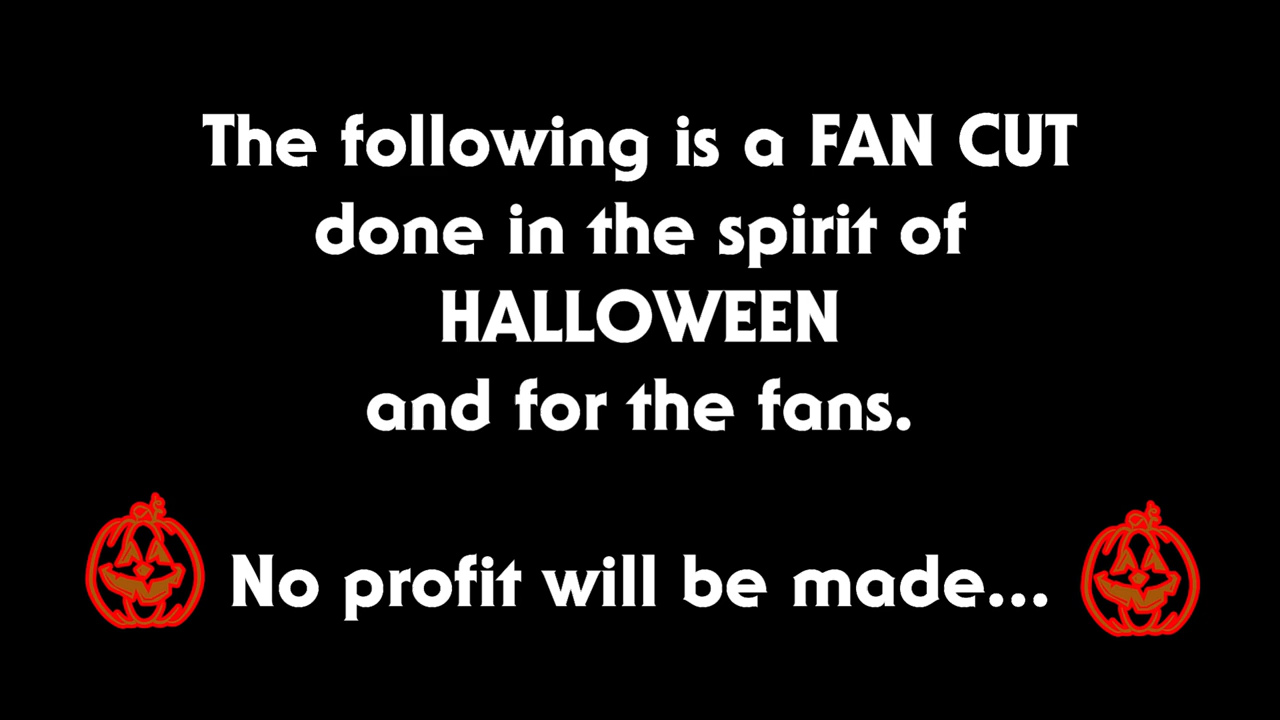 The following is a FAN CUT
done in the spirit of
HALLOWEEN
and for the fans.
No profit will be made...